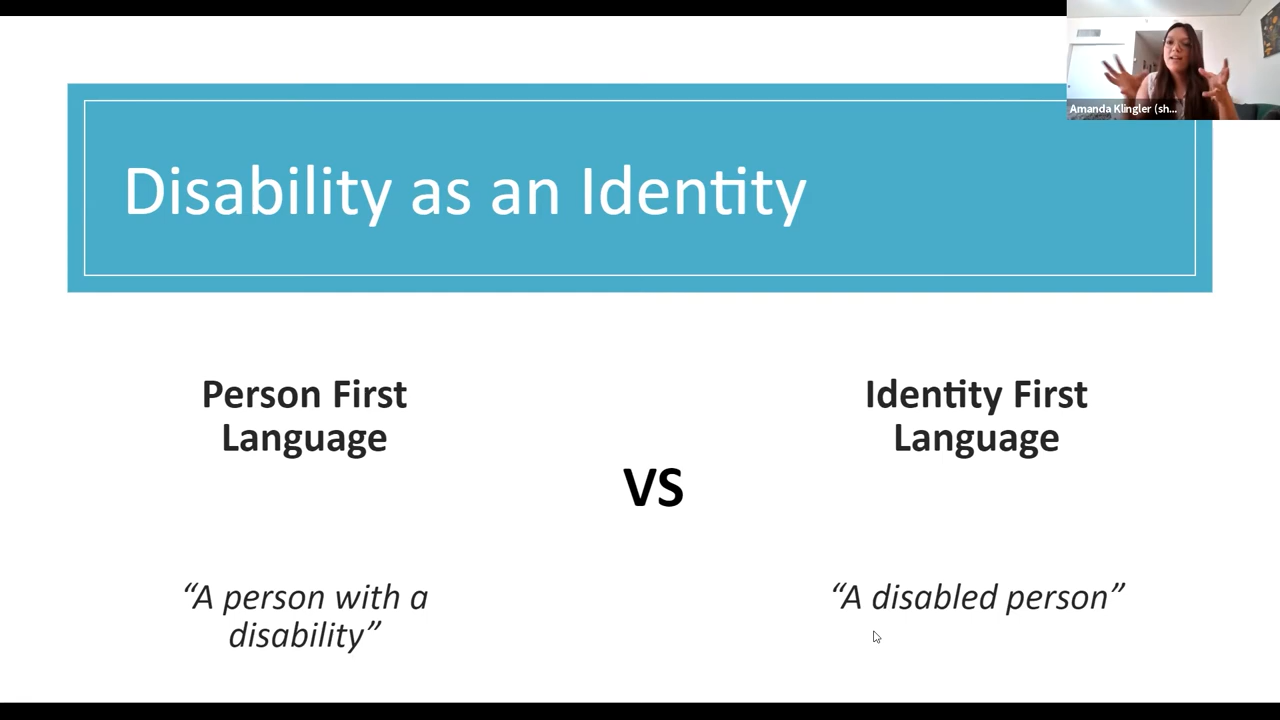 Amanda Klingler (sh...
Disability as an Identity
Person First
Language
VS
Identity First
Language
“A person with a
disability”
“A disabled person”